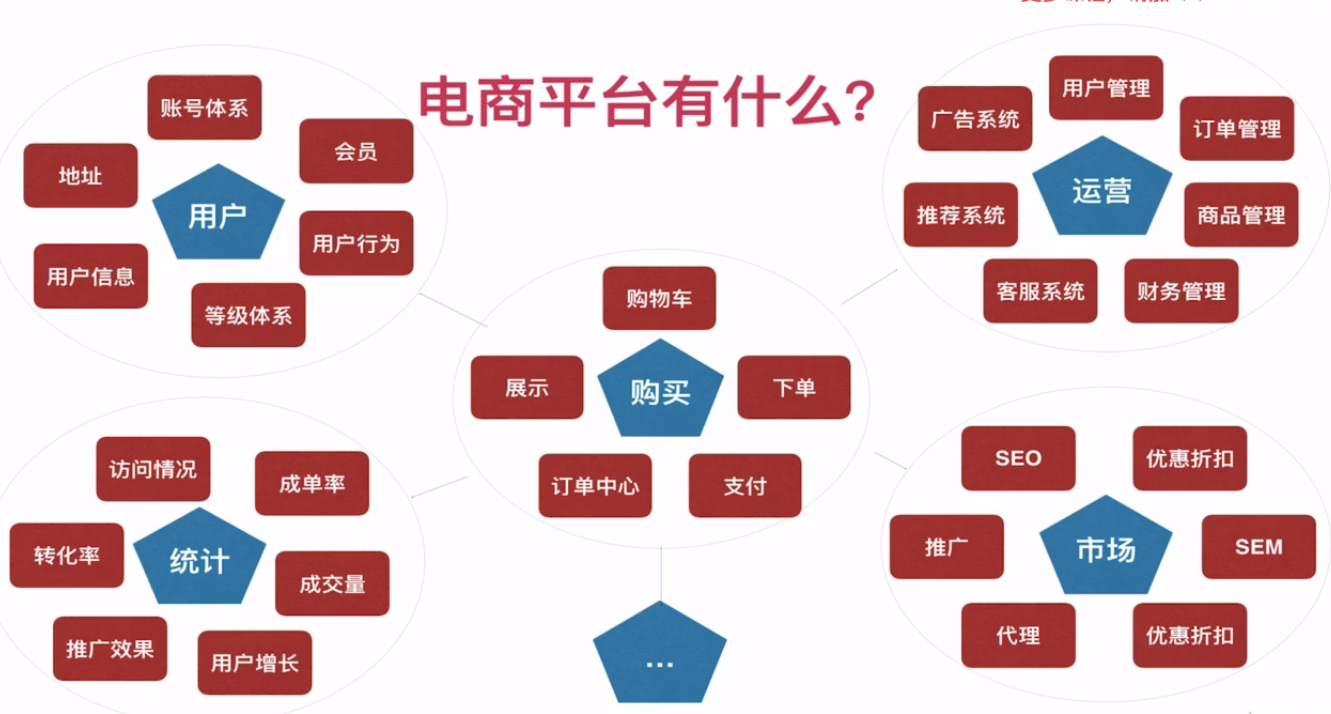 电商平台有什么?
账号体系
会员
地址
用户
用户行为
用户信息
等级体系
用户管理
广告系统
订单管理
运营
推荐系统
商品管理
客服系统
财务管理
购物车
展示
购买
下单
订单中心
支付
访问情况
成单率
转化率
统计
成交量
推广效果
用户增长
SEO
优惠折扣
推广
市场
SEM
代理
优惠折扣
...